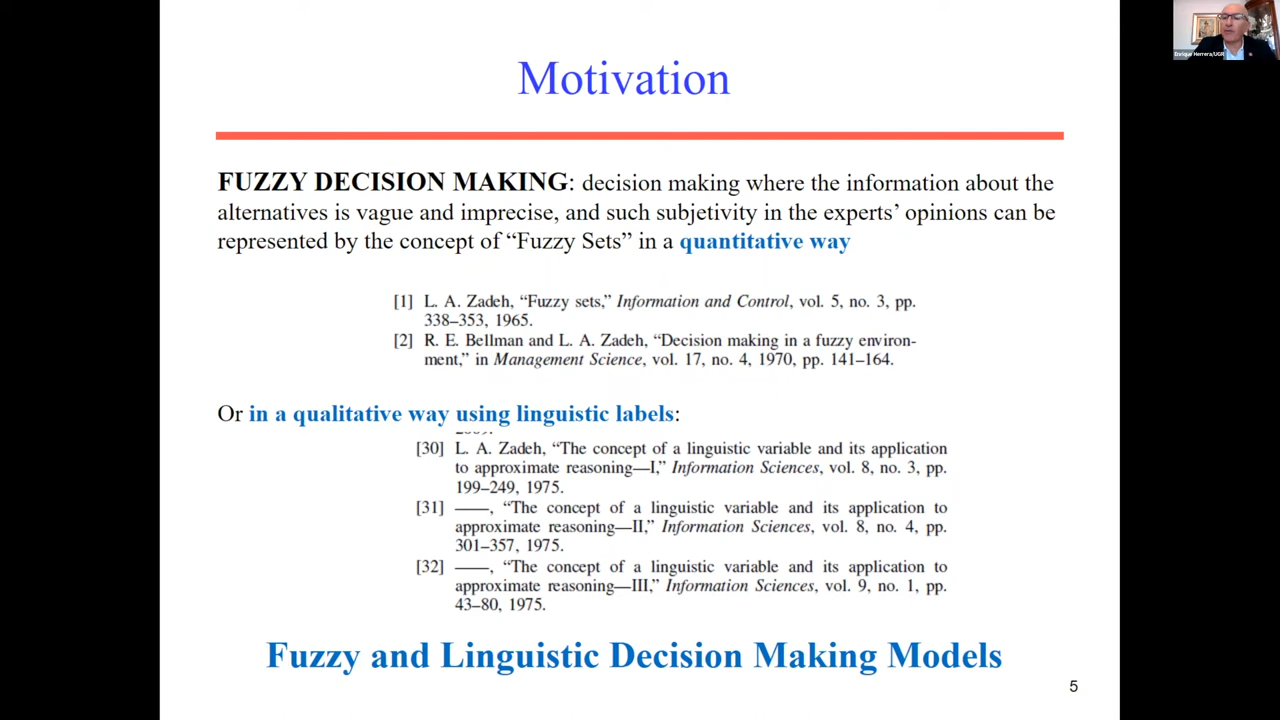 Enrique Herrera/UGR
Motivation
FUZZY DECISION MAKING: decision making where the information about the
alternatives is vague and imprecise, and such subjetivity in the experts’ opinions can be
represented by the concept of “Fuzzy Sets” in a quantitative way
[1] L. A. Zadeh, “Fuzzy sets,” Information and Control, vol. 5, no. 3, pp.
338–353, 1965.
[2] R. E. Bellman and L. A. Zadeh, “Decision making in a fuzzy environ-
ment,” in Management Science, vol. 17, no. 4, 1970, pp. 141–164.
Or in a qualitative way using linguistic labels:
[30] L. A. Zadeh, “The concept of a linguistic variable and its application
to approximate reasoning—I,” Information Sciences, vol. 8, no. 3, pp.
199–249, 1975.
[31] ——, “The concept of a linguistic variable and its application to
approximate reasoning—II,” Information Sciences, vol. 8, no. 4, pp.
301–357, 1975.
[32] ——, “The concept of a linguistic variable and its application to
approximate reasoning—III,” Information Sciences, vol. 9, no. 1, pp.
43–80, 1975.
Fuzzy and Linguistic Decision Making Models
5